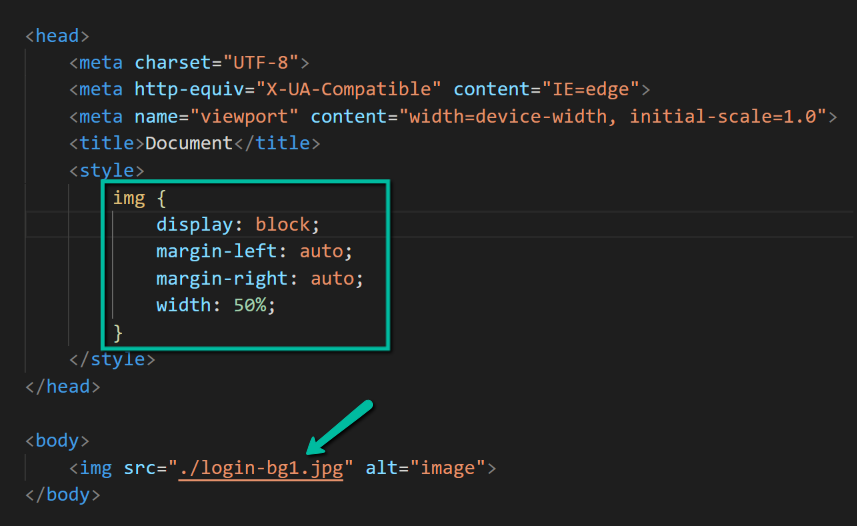 <head>
<meta charset="UTF-8">
<meta http-equiv="X-UA-Compatible" content="IE=edge">
<meta name="viewport" content="width=device-width, initial-scale=1.0">
<title>Document</title>
<style>
img {
display: block;
margin-left: auto;
margin-right: auto;
width: 50%;
}
</style>
</head>
<body>
<img src="./login-bg1.jpg" alt="image">
</body>